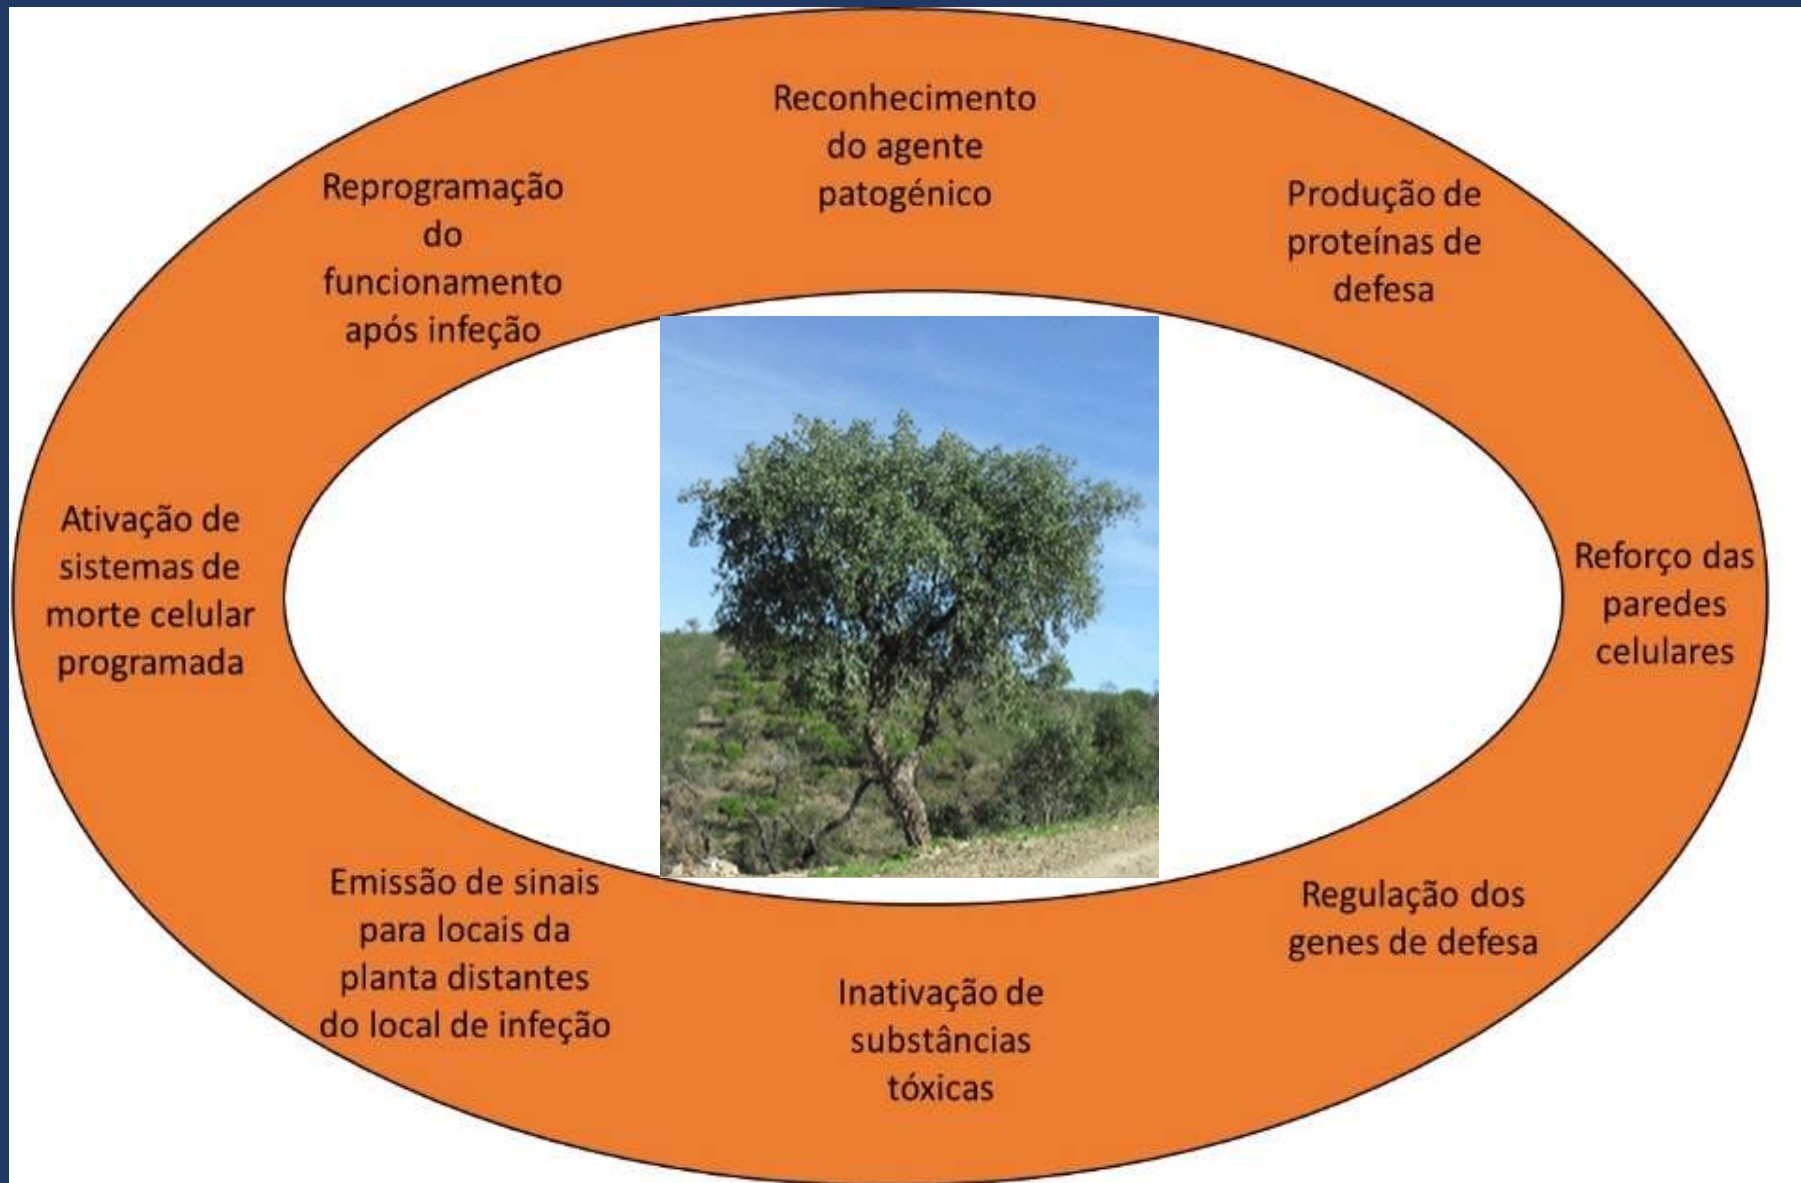 Reconhecimento
do agente
patogénico
Produção de
proteínas de
defesa
Reforço das
paredes
celulares
Regulação dos
genes de defesa
Inativação de
substâncias
tóxicas
Emissão de sinais
para locais da
planta distantes
do local de infeção
Ativação de
sistemas de
morte celular
programada
Reprogramação
do
funcionamento
após infeção